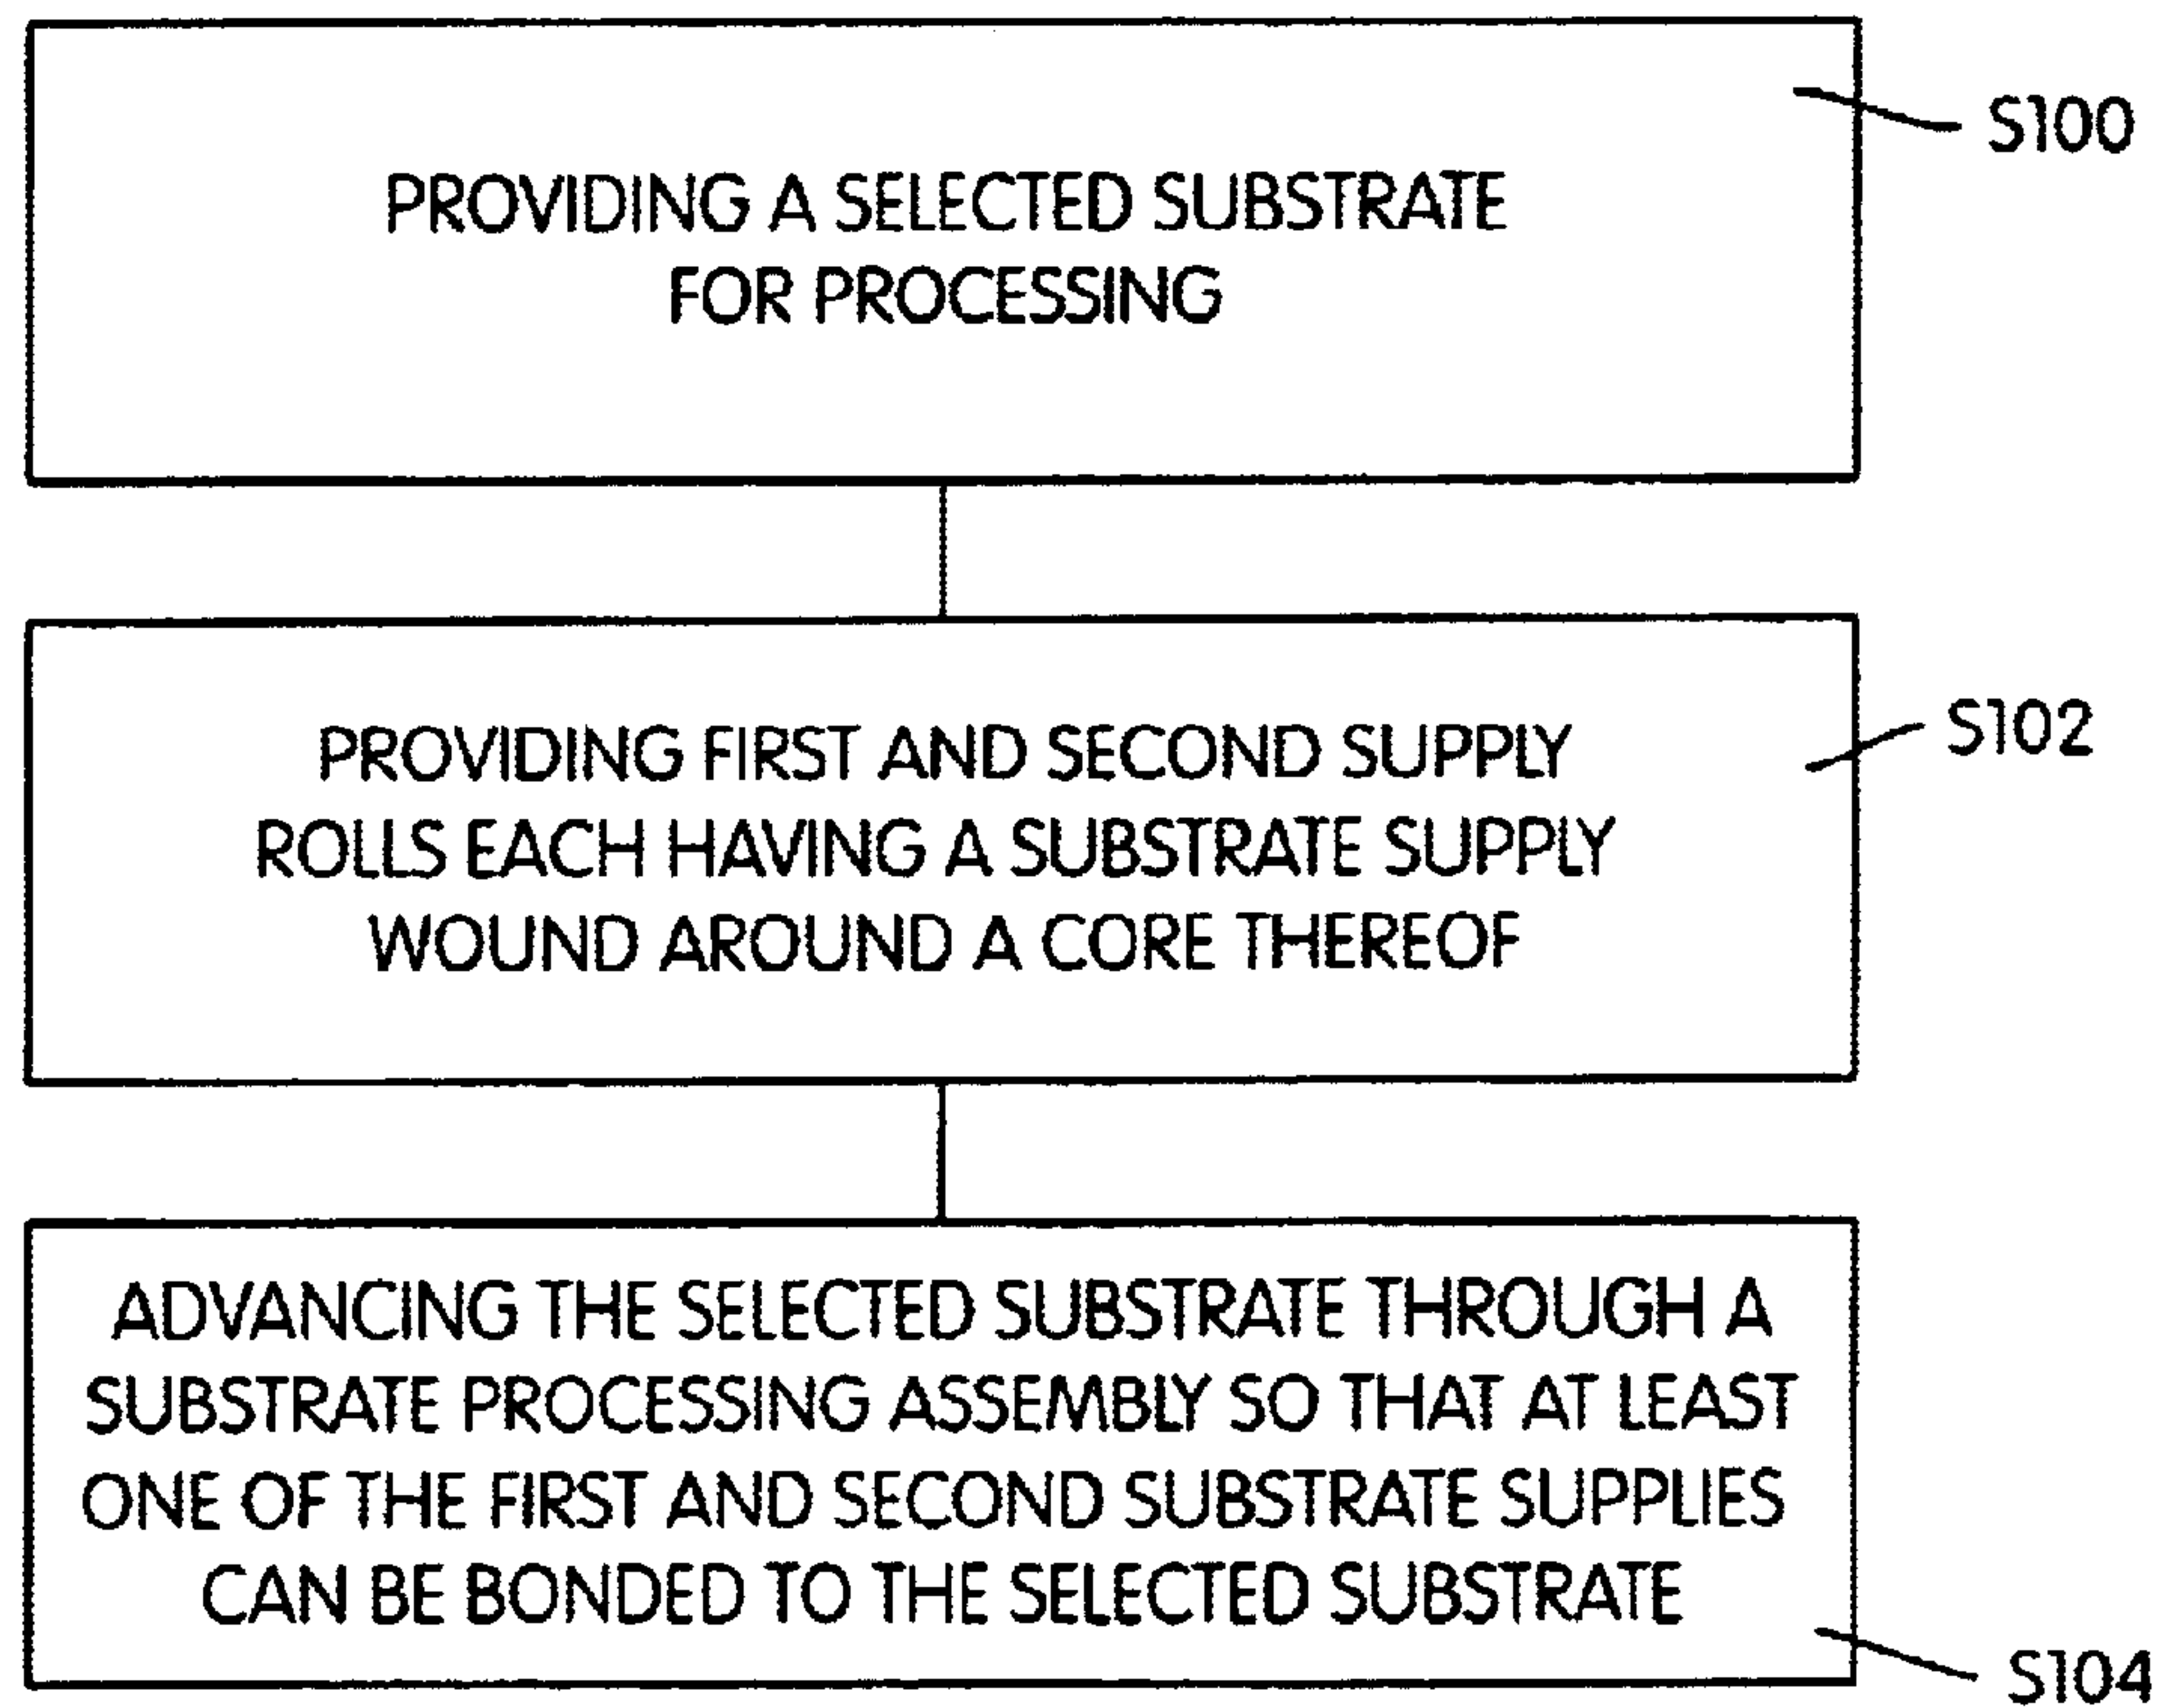 S100
PROVIDING A SELECTED SUBSTRATE
FOR PROCESSING
S102
PROVIDING FIRST AND SECOND SUPPLY
ROLLS EACH HAVING A SUBSTRATE SUPPLY
WOUND AROUND A CORE THEREOF
ADVANCING THE SELECTED SUBSTRATE THROUGH A
SUBSTRATE PROCESSING ASSEMBLY SO THAT AT LEAST
ONE OF THE FIRST AND SECOND SUBSTRATE SUPPLIES
CAN BE BONDED TO THE SELECTED SUBSTRATE
S104